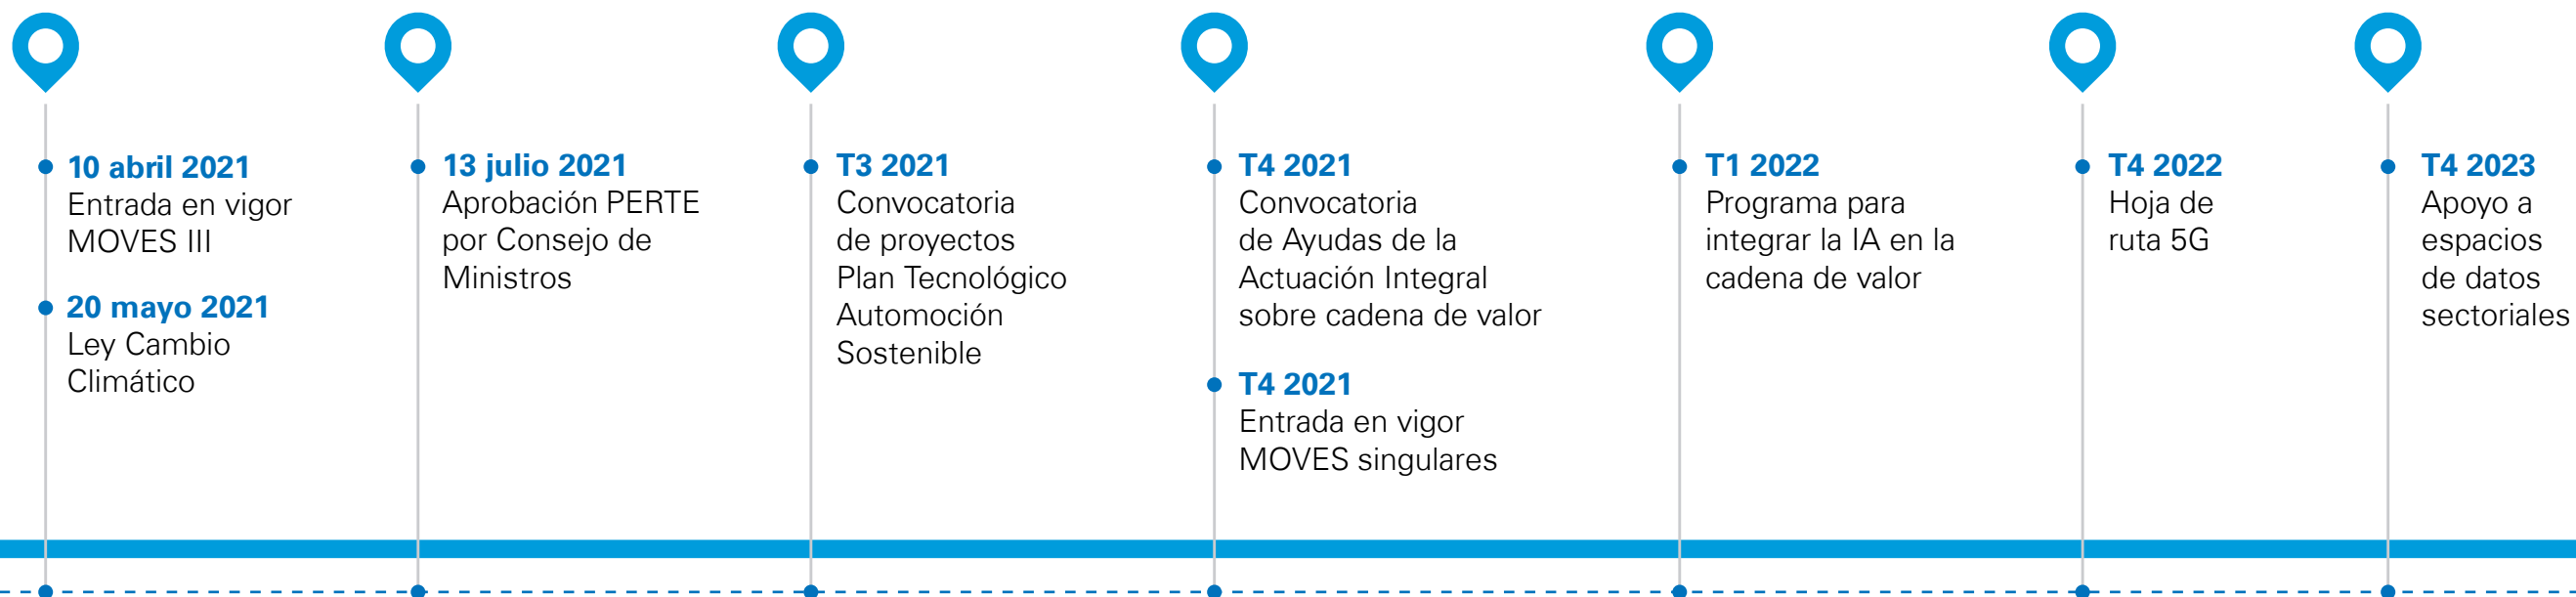 10 abril 2021
Entrada en vigor
MOVES III
20 mayo 2021
Ley Cambio
Climático
13 julio 2021
Aprobación PERTE
por Consejo de
Ministros
T3 2021
Convocatoria
de proyectos
Plan Tecnológico
Automoción
Sostenible
T4 2021
Convocatoria
de Ayudas de la
Actuación Integral
sobre cadena de valor
T4 2021
Entrada en vigor
MOVES singulares
T1 2022
Programa para
integrar la IA en la
cadena de valor
T4 2022
Hoja de
ruta 5G
T4 2023
Apoyo a
espacios
de datos
sectoriales